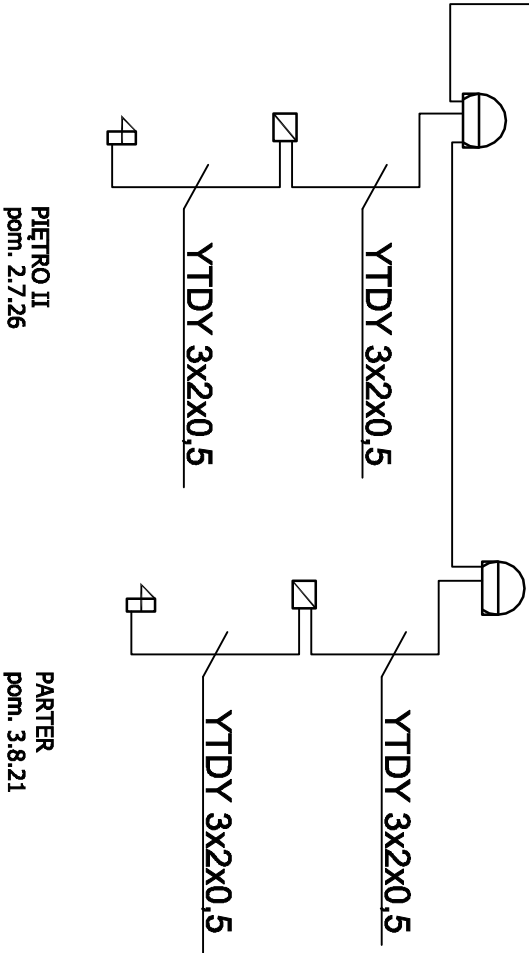 YTDY 3x2x0,5
YTDY 3x2x0,5
YTDY 3x2x0,5
YTDY 3x2x0,5
PIĘTRO II
pom. 2.7.26
PARTER
pom. 3.8.21